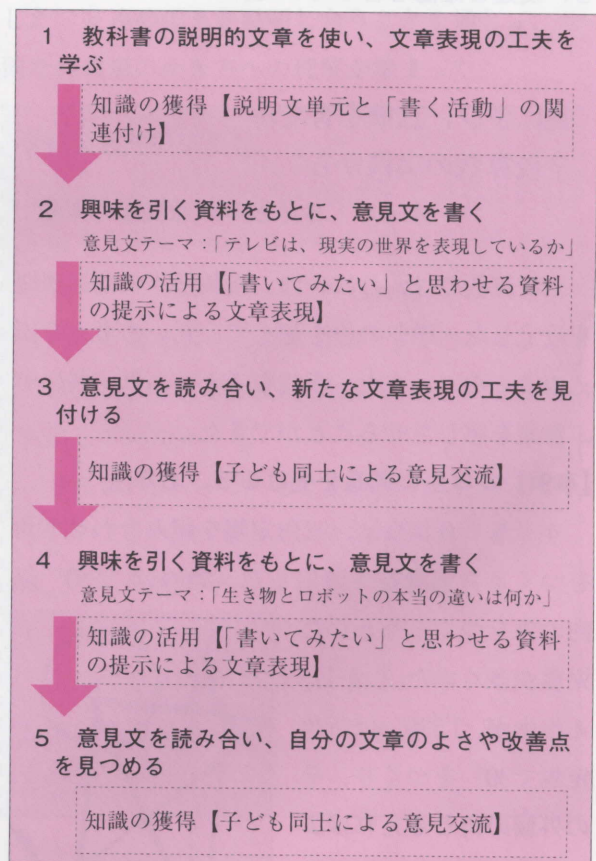 1　教科書の説明的文章を使い、文章表現の工夫を
学ぶ
知識の獲得【説明文単元と「書く活動」の関
連付け】
2　興味を引く資料をもとに、意見文を書く
意見文テーマ：「テレビは、現実の世界を表現しているか」
知識の活用【「書いてみたい」と思わせる資料
の提示による文章表現】
3　意見文を読み合い、新たな文章表現の工夫を見
付ける
知識の獲得【子ども同士による意見交流】
4　興味を引く資料をもとに、意見文を書く
意見文テーマ：「生き物とロボットの本当の違いは何か」
知識の活用【「書いてみたい」と思わせる資料
の提示による文章表現】
5　意見文を読み合い、自分の文章のよさや改善点
を見つめる
知識の獲得【子ども同士による意見交流】